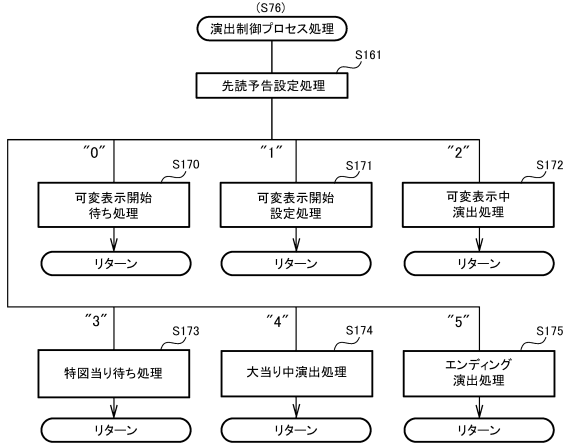 (S76)
演出制御プロセス処理
S161
先読予告設定処理
"0"
"1"
"2"
S170
S171
S172
可変表示開始
待ち処理
可変表示開始
設定処理
可変表示中
演出処理
リターン
リターン
リターン
"3"
"4"
"5"
S173
S174
S175
特図当り待ち処理
大当り中演出処理
エンディング
演出処理
リターン
リターン
リターン